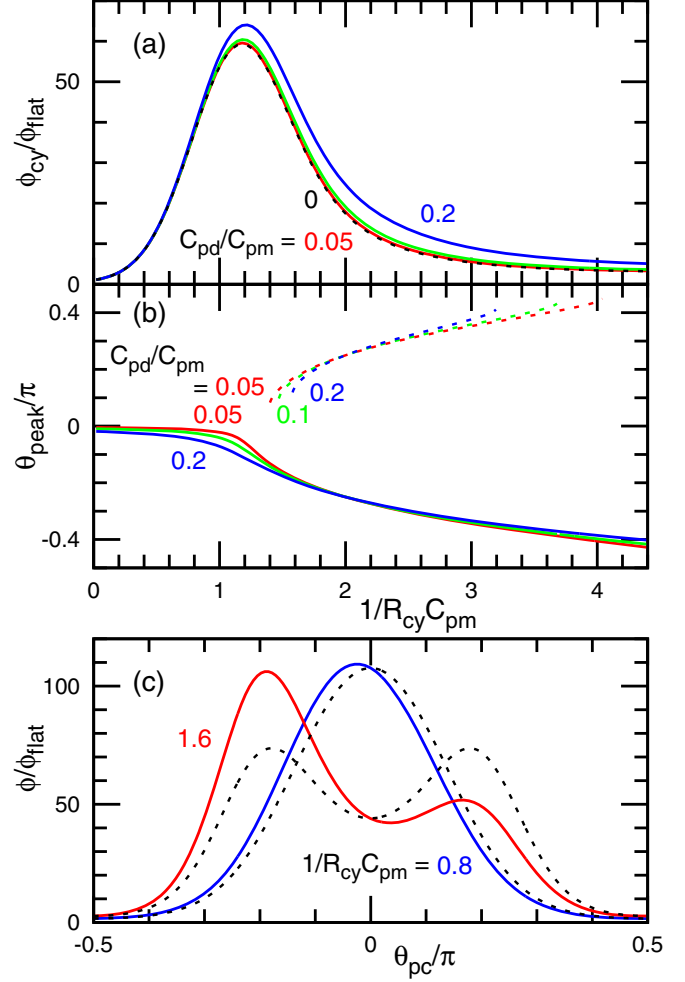 (a)
50
ϕcy/ϕflat
0
0.2
Cpd/Cpm = 0.05
0
(b)
0.4
Cpd/Cpm
= 0.05
0.2
0.05
0.1
0
θpeak/π
0.2
-0.4
0
1
2
3
4
1/RcyCpm
(c)
100
1.6
ϕ/ϕflat
50
1/RcyCpm = 0.8
0
-0.5
0
0.5
θpc/π